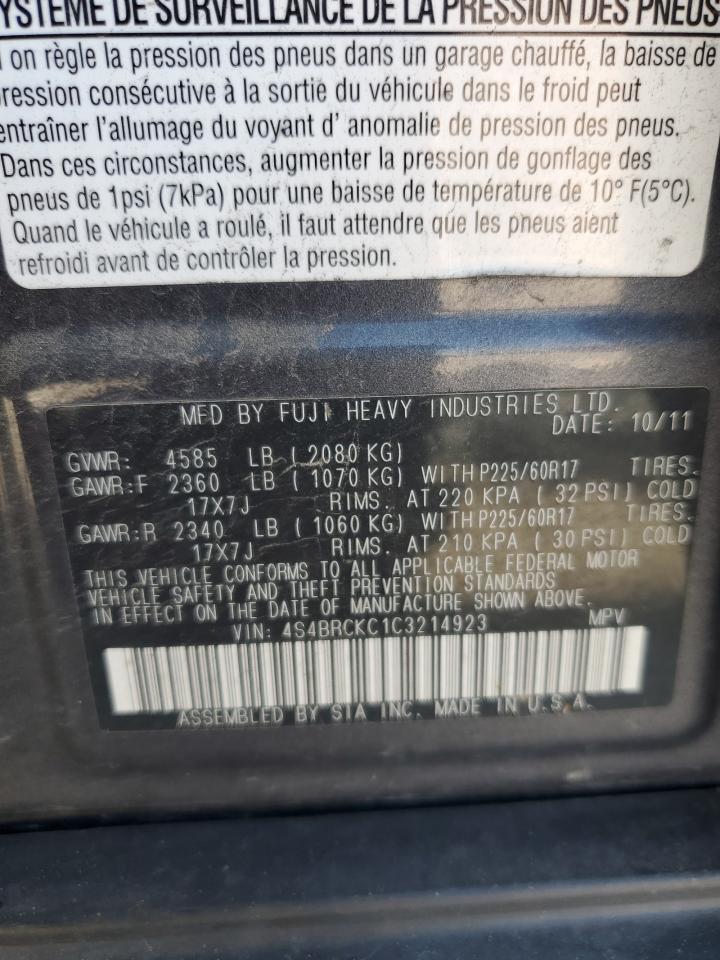 YSTÈME DE SURVEILLANCE DE LA PRESSION DES PNEUS
on règle la pression des pneus dans un garage chauffé, la baisse de
pression consécutive à la sortie du véhicule dans le froid peut
entraîner l'allumage du voyant d' anomalie de pression des pneus.
Dans ces circonstances, augmenter la pression de gonflage des
pneus de 1psi (7kPa) pour une baisse de température de 10° F(5°C).
Quand le véhicule a roulé, il faut attendre que les pneus aient
refroidi avant de contrôler la pression.
MFD BY FUJI HEAVY INDUSTRIES LTD.
DATE: 10/11
GVWR: 4585 LB ( 2080 KG)
GAWR:F 2360 LB ( 1070 KG) WITH P225/60R17 TIRES.
17X7J RIMS. AT 220 KPA ( 32 PSI) COLD
GAWR:R 2340 LB ( 1060 KG) WITH P225/60R17 TIRES.
17X7J RIMS. AT 210 KPA ( 30 PSI) COLD
THIS VEHICLE CONFORMS TO ALL APPLICABLE FEDERAL MOTOR
VEHICLE SAFETY AND THEFT PREVENTION STANDARDS
IN EFFECT ON THE DATE OF MANUFACTURE SHOWN ABOVE.
VIN: 4S4BRCKC1C3214923 MPV
ASSEMBLED BY SIA INC. MADE IN U.S.A.